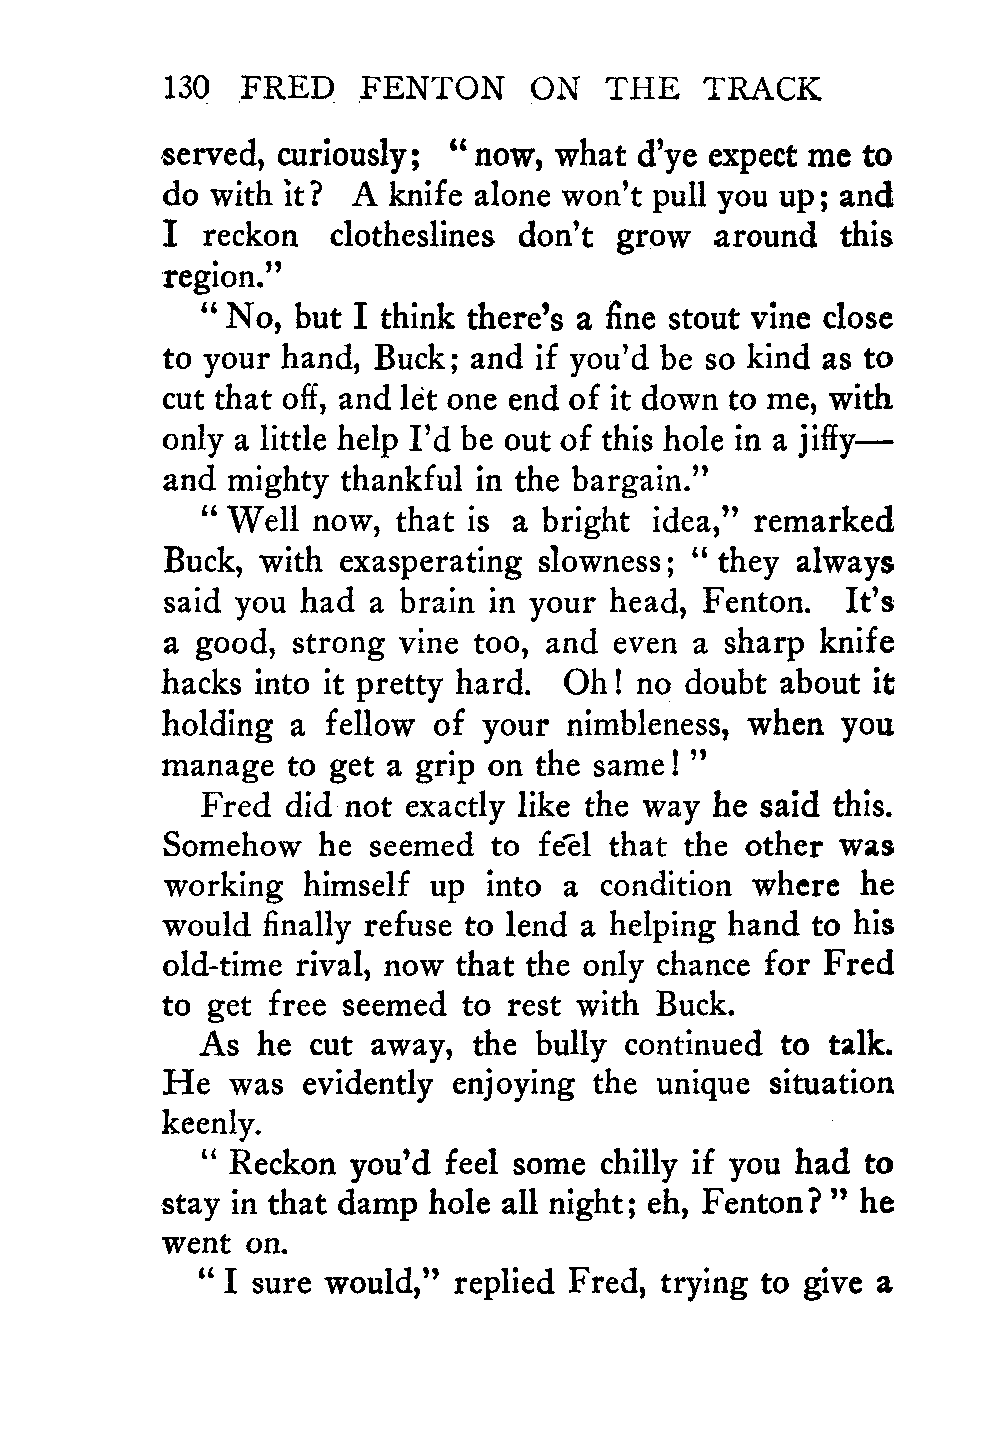 130 FRED FENTON ON THE TRACK
served, curiously; "now, what d'ye expect me to
do with it? A knife alone won't pull you up; and
I reckon clotheslines don't grow around this
region."
"No, but I think there's a fine stout vine close
to your hand, Buck; and if you'd be so kind as to
cut that off, and let one end of it down to me, with
only a little help I'd be out of this hole in a jiffy—
and mighty thankful in the bargain."
"Well now, that is a bright idea," remarked
Buck, with exasperating slowness; "they always
said you had a brain in your head, Fenton. It's
a good, strong vine too, and even a sharp knife
hacks into it pretty hard. Oh! no doubt about it
holding a fellow of your nimbleness, when you
manage to get a grip on the same!"
Fred did not exactly like the way he said this.
Somehow he seemed to feel that the other was
working himself up into a condition where he
would finally refuse to lend a helping hand to his
old-time rival, now that the only chance for Fred
to get free seemed to rest with Buck.
As he cut away, the bully continued to talk.
He was evidently enjoying the unique situation
keenly.
"Reckon you'd feel some chilly if you had to
stay in that damp hole all night; eh, Fenton?" he
went on.
"I sure would," replied Fred, trying to give a